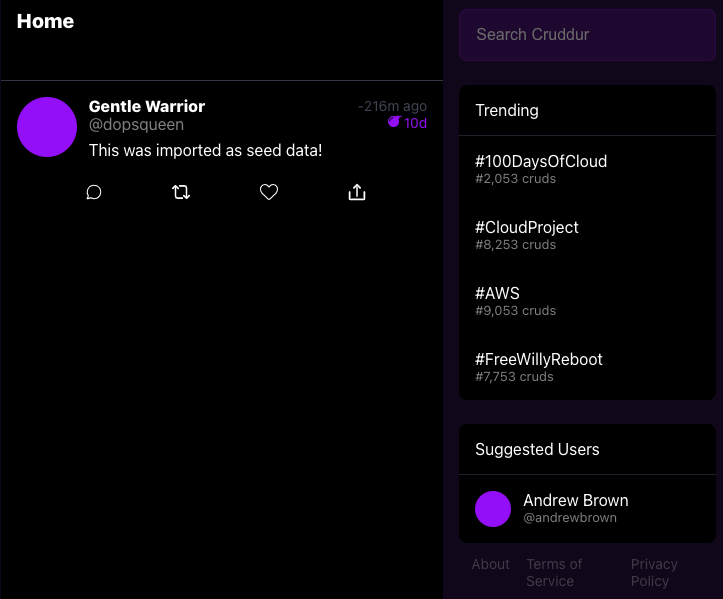 Home
Gentle Warrior
@dopsqueen
-216m ago
10d
This was imported as seed data!
Search Cruddur
Trending
#100DaysOfCloud
#2,053 cruds
#CloudProject
#8,253 cruds
#AWS
#9,053 cruds
#FreeWillyReboot
#7,753 cruds
Suggested Users
Andrew Brown
@andrewbrown
About
Terms of
Service
Privacy
Policy